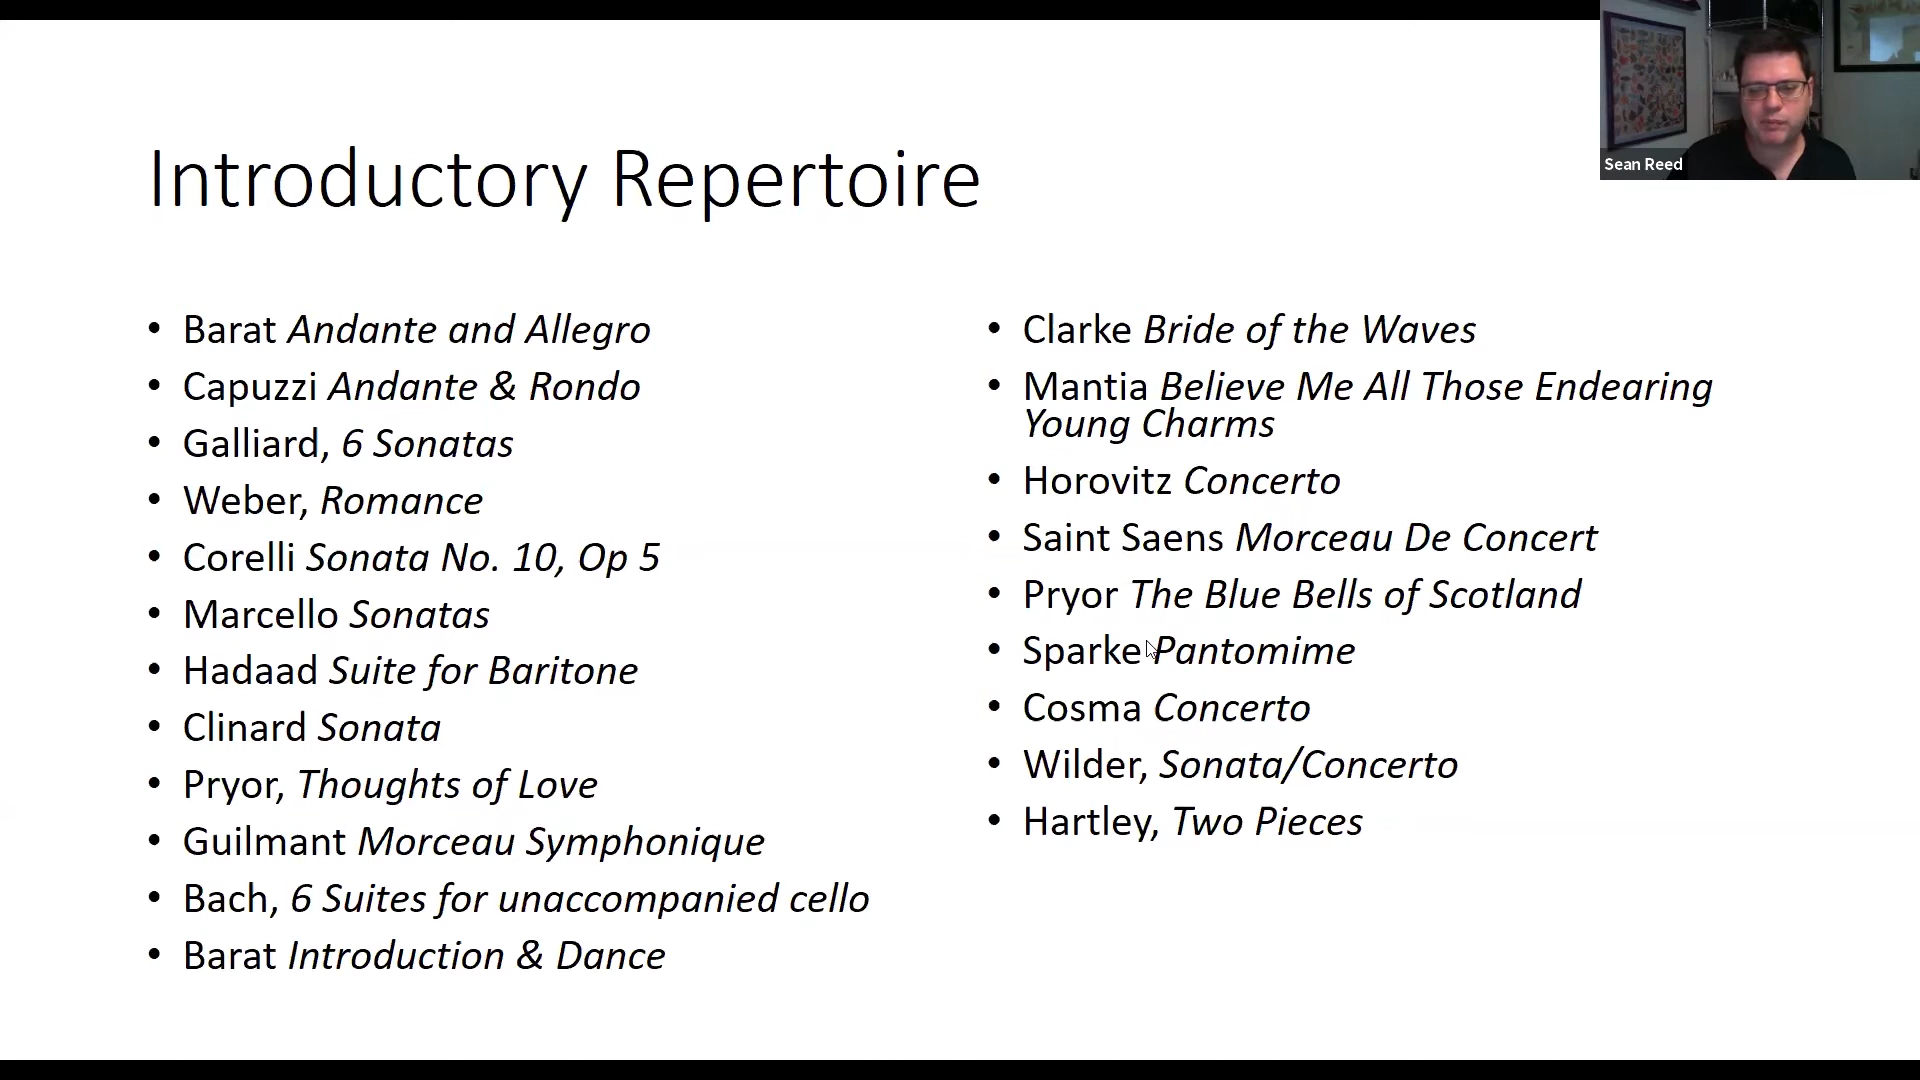 Introductory Repertoire
• Barat Andante and Allegro
• Capuzzi Andante & Rondo
• Galliard, 6 Sonatas
• Weber, Romance
• Corelli Sonata No. 10, Op 5
• Marcello Sonatas
• Hadaad Suite for Baritone
• Clinard Sonata
• Pryor, Thoughts of Love
• Guilmant Morceau Symphonique
• Bach, 6 Suites for unaccompanied cello
• Barat Introduction & Dance
• Clarke Bride of the Waves
• Mantia Believe Me All Those Endearing
Young Charms
• Horovitz Concerto
• Saint Saens Morceau De Concert
• Pryor The Blue Bells of Scotland
• Sparke Pantomime
• Cosma Concerto
• Wilder, Sonata/Concerto
• Hartley, Two Pieces
Sean Reed